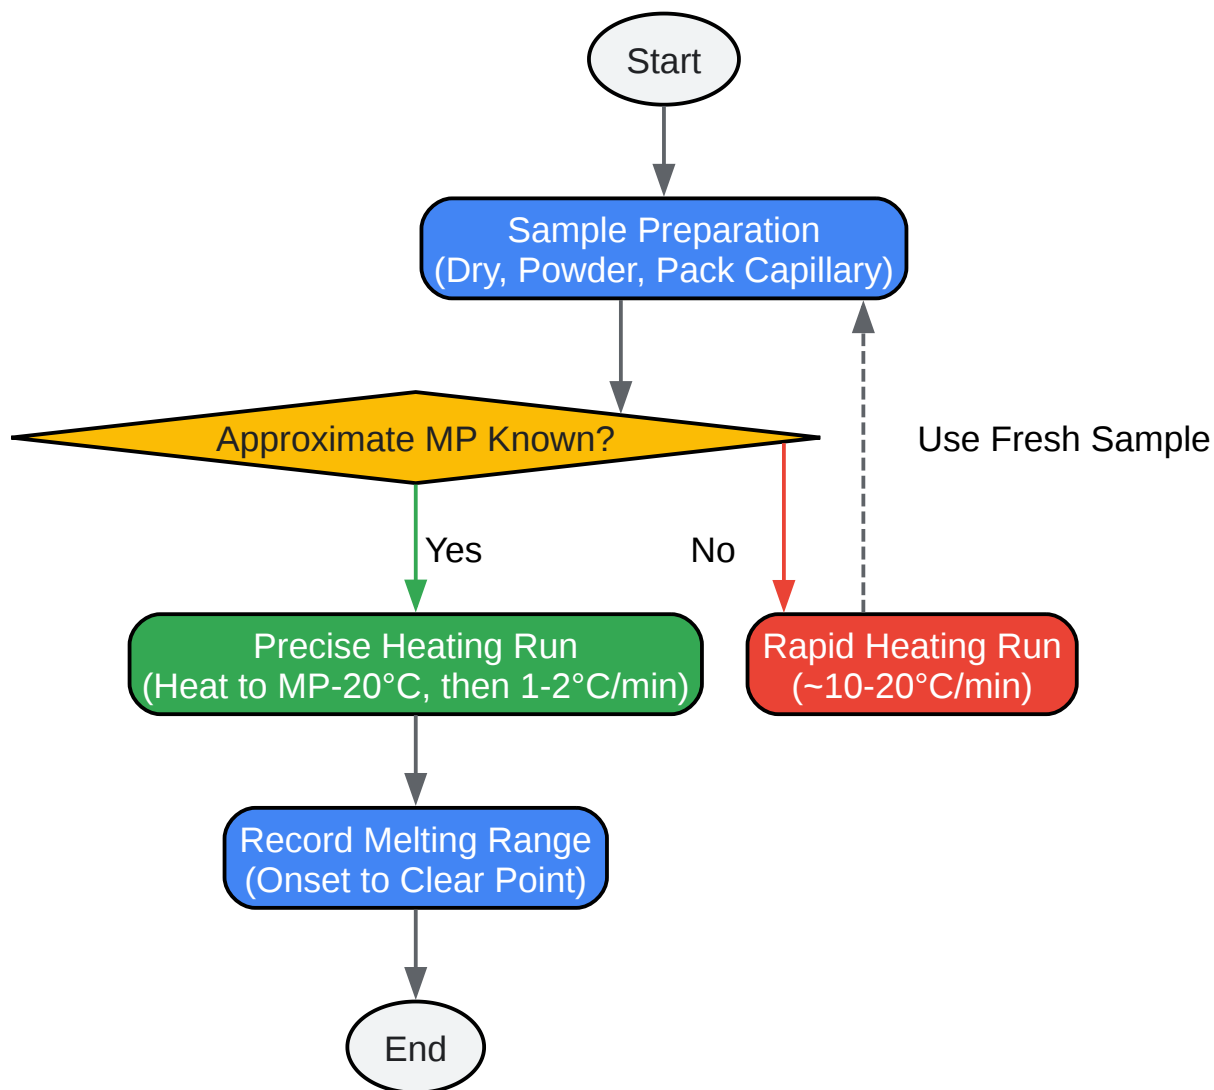 Start
Sample Preparation
(Dry, Powder, Pack Capillary)
Approximate MP Known?
Use Fresh Sample
Yes
No
Precise Heating Run
(Heat to MP-20°C, then 1-2°C/min)
Rapid Heating Run
(~10-20°C/min)
Record Melting Range
(Onset to Clear Point)
End